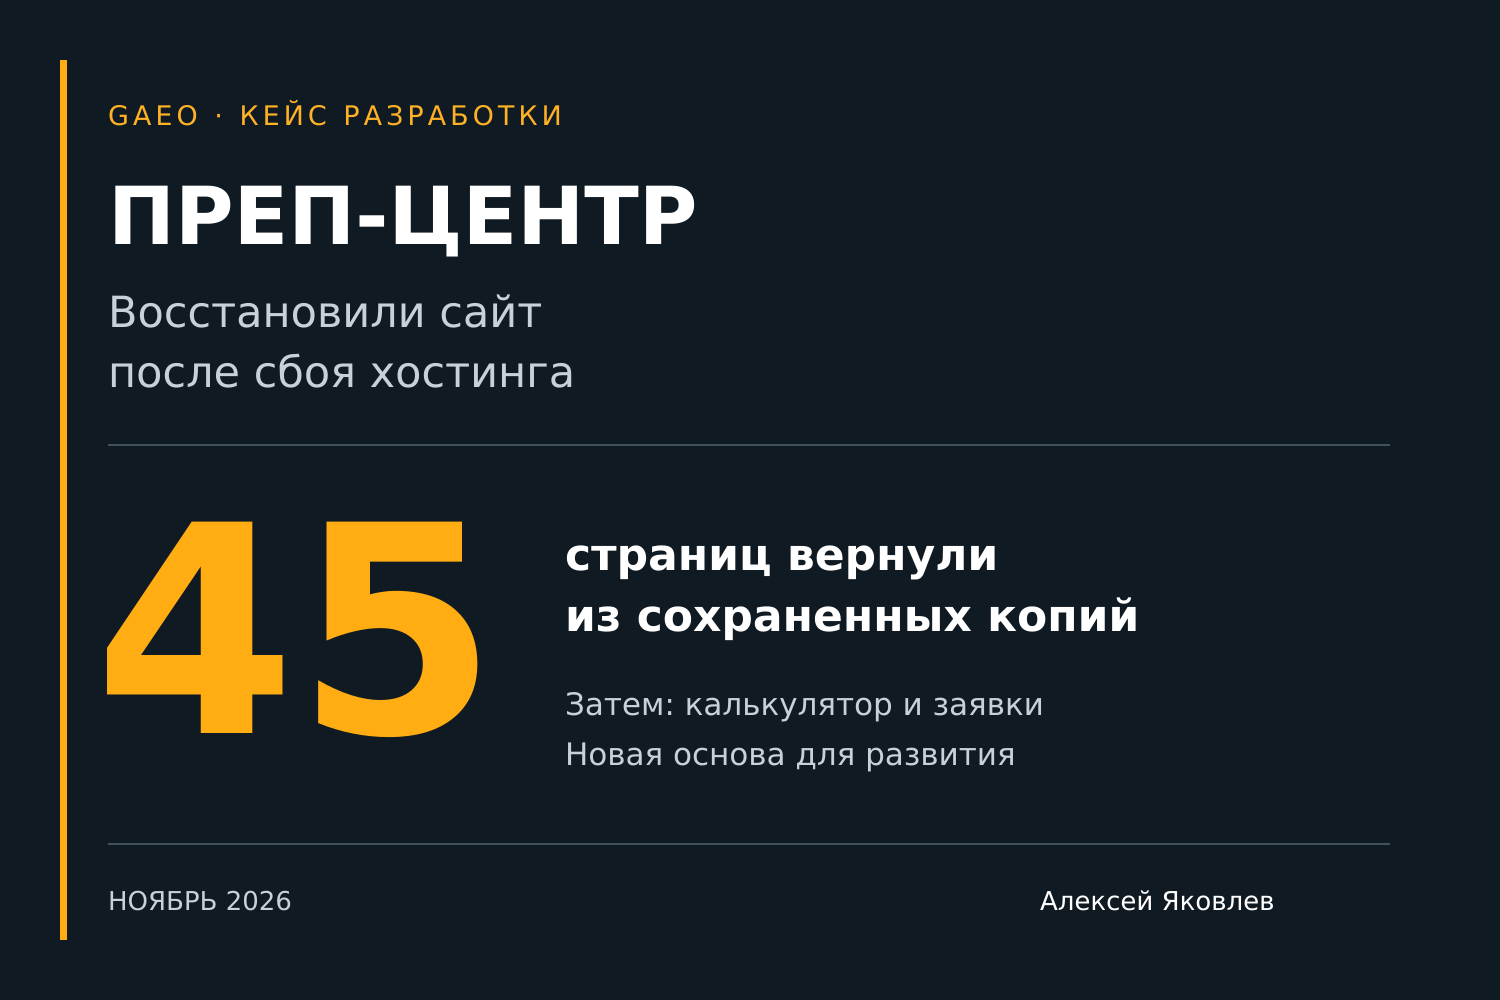 GAEO · КЕЙС РАЗРАБОТКИ
ПРЕП-ЦЕНТР
Восстановили сайт
после сбоя хостинга
45
страниц вернули
из сохраненных копий
Затем: калькулятор и заявки
Новая основа для развития
НОЯБРЬ 2026
Алексей Яковлев